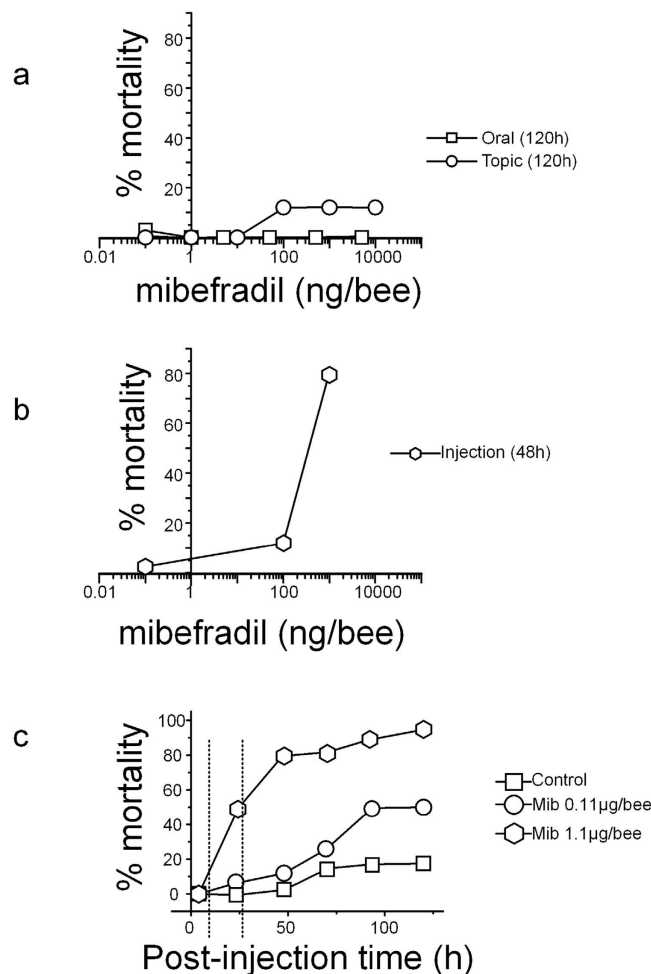 a
80
60
40
20
% mortality
Oral (120h)
Topic (120h)
0.01 1 100 10000
mibefradil (ng/bee)
b
80
60
40
20
% mortality
Injection (48h)
0.01 1 100 10000
mibefradil (ng/bee)
c
100
80
60
40
20
0
% mortality
Control
Mib 0.11µg/bee
Mib 1.1µg/bee
0 50 100
Post-injection time (h)